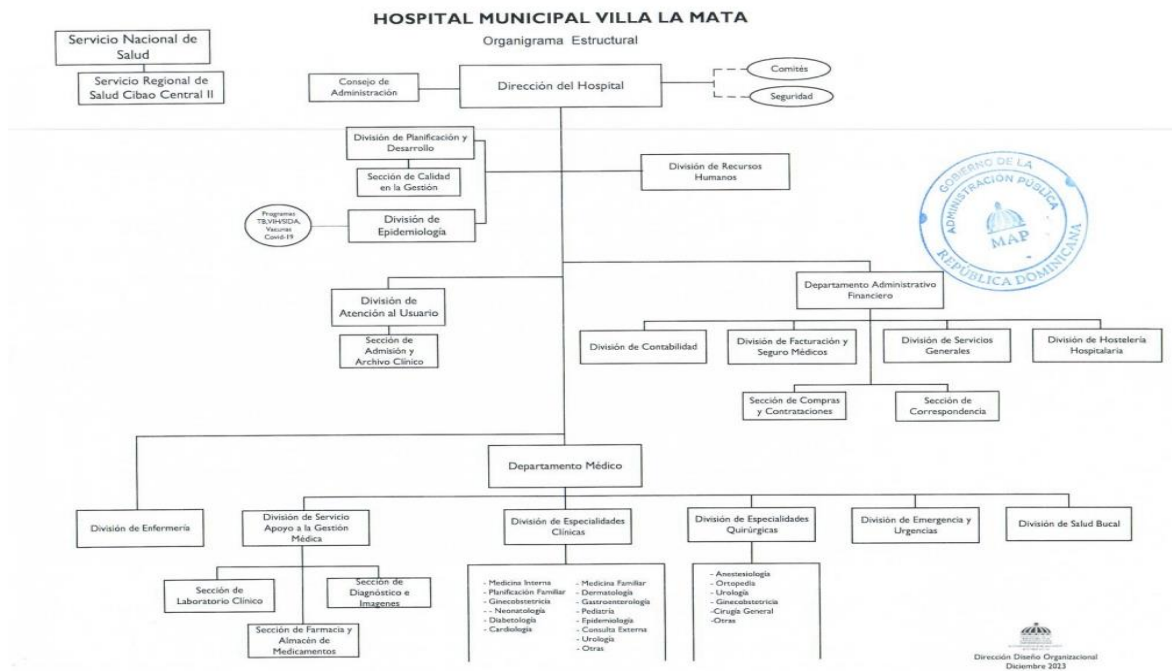 HOSPITAL MUNICIPAL VILLA LA MATA
Organigrama Estructural
Servicio Nacional de
Salud
Servicio Regional de
Salud Cibao Central II
Consejo de
Administración
Dirección del Hospital
Comités
Seguridad
División de Planificación y
Desarrollo
Sección de Calidad
en la Gestión
División de Recursos
Humanos
Programas
TB,VIH/SIDA,
Vacunas
Covid-19
División de
Epidemiología
GOBIERNO DE LA
REPÚBLICA DOMINICANA
ADMINISTRACIÓN PÚBLICA
MAP
División de
Atención al Usuario
Sección de
Admisión y
Archivo Clínico
Departamento Administrativo
Financiero
División de Contabilidad
División de Facturación y
Seguro Médicos
División de Servicios
Generales
División de Hostelería
Hospitalaria
Sección de Compras
y Contrataciones
Sección de
Correspondencia
Departamento Médico
División de Enfermería
División de Servicio
Apoyo a la Gestión
Médica
División de Especialidades
Clínicas
División de Especialidades
Quirúrgicas
División de Emergencia y
Urgencias
División de Salud Bucal
Sección de
Laboratorio Clínico
Sección de
Diagnóstico e
Imagenes
Sección de Farmacia y
Almacén de
Medicamentos
- Medicina Interna
- Planificación Familiar
- Ginecobstetricia
- - Neonatología
- Diabetología
- Cardiología
- Medicina Familiar
- Dermatología
- Gastroenterología
- Pediatría
- Epidemiología
- Consulta Externa
- Urología
- Otras
- Anestesiología
- Ortopedia
- Urología
- Ginecobstetricia
-Cirugía General
-Otras
Dirección Diseño Organizacional
Diciembre 2023